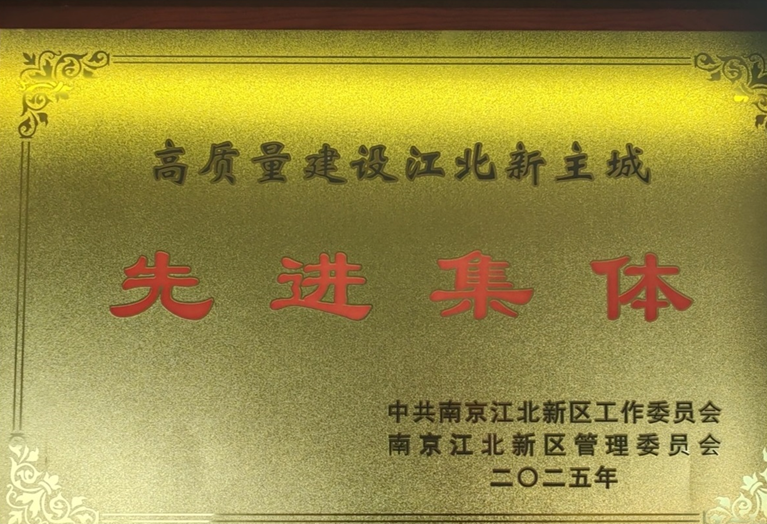 高质量建设江北新主城
先进集体
中共南京江北新区工作委员会
南京江北新区管理委员会
二〇二五年